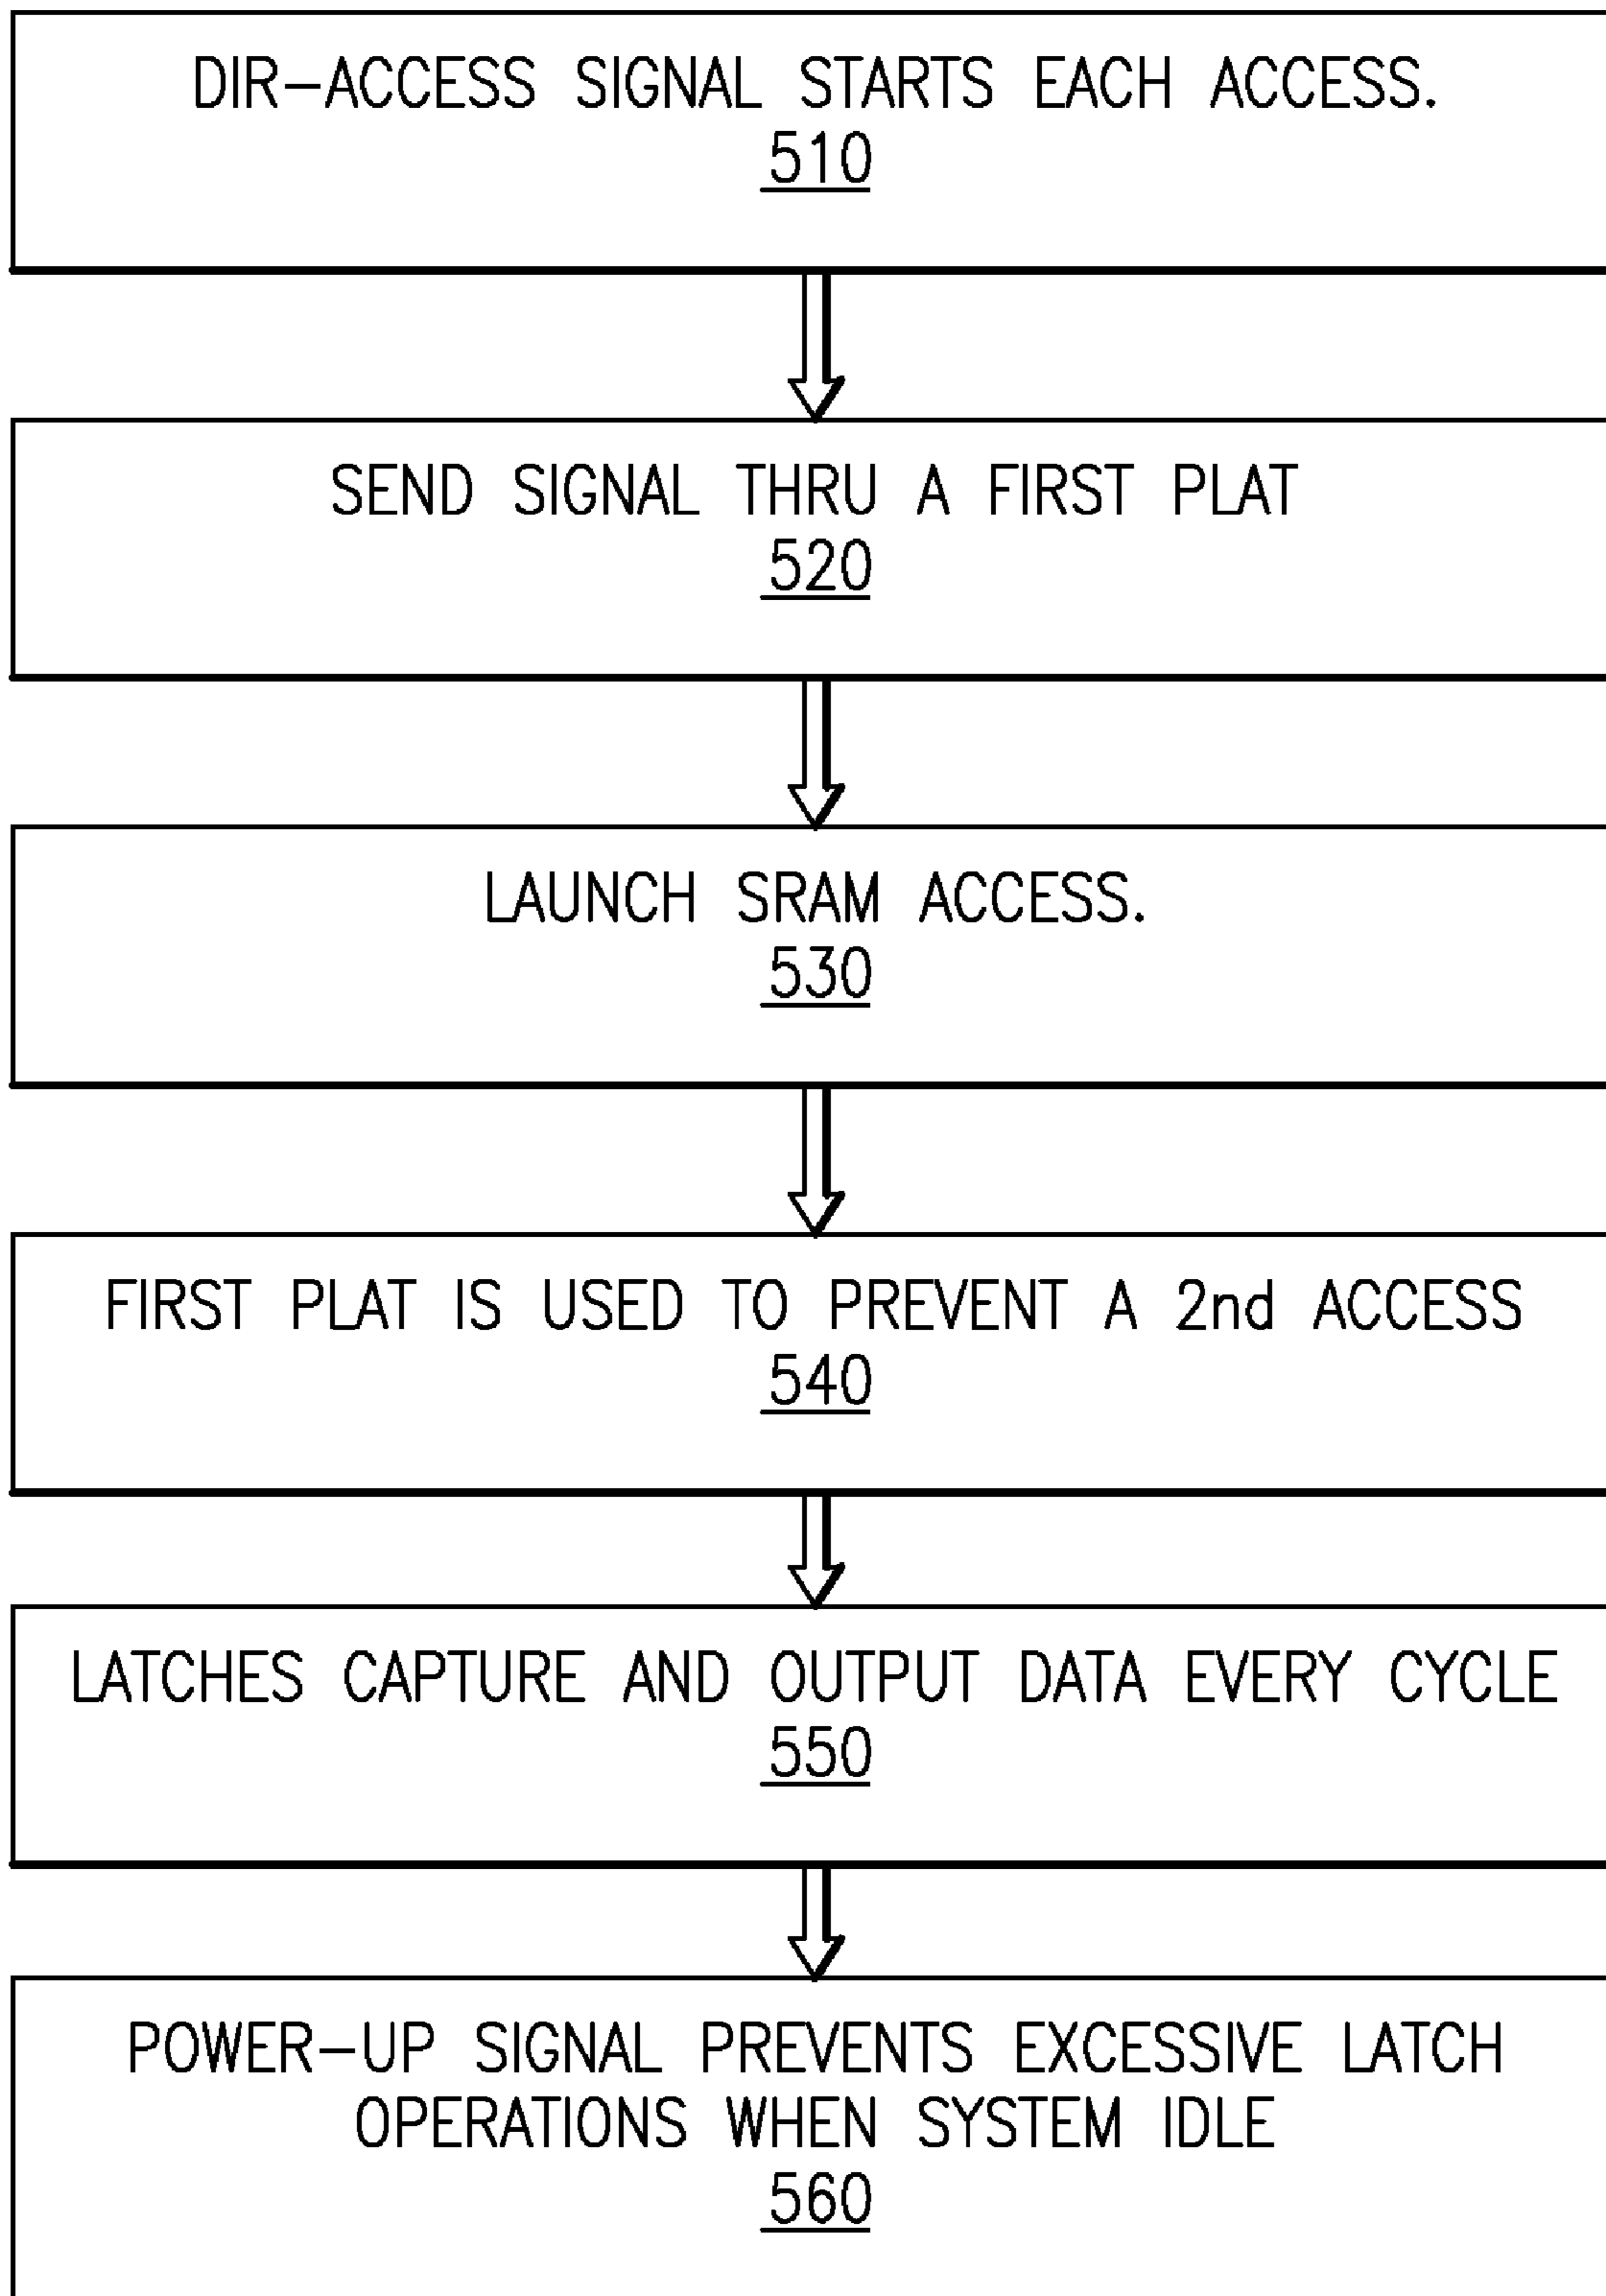 DIR-ACCESS SIGNAL STARTS EACH ACCESS.
510
SEND SIGNAL THRU A FIRST PLAT
520
LAUNCH SRAM ACCESS.
530
FIRST PLAT IS USED TO PREVENT A 2nd ACCESS
540
LATCHES CAPTURE AND OUTPUT DATA EVERY CYCLE
550
POWER-UP SIGNAL PREVENTS EXCESSIVE LATCH
OPERATIONS WHEN SYSTEM IDLE
560